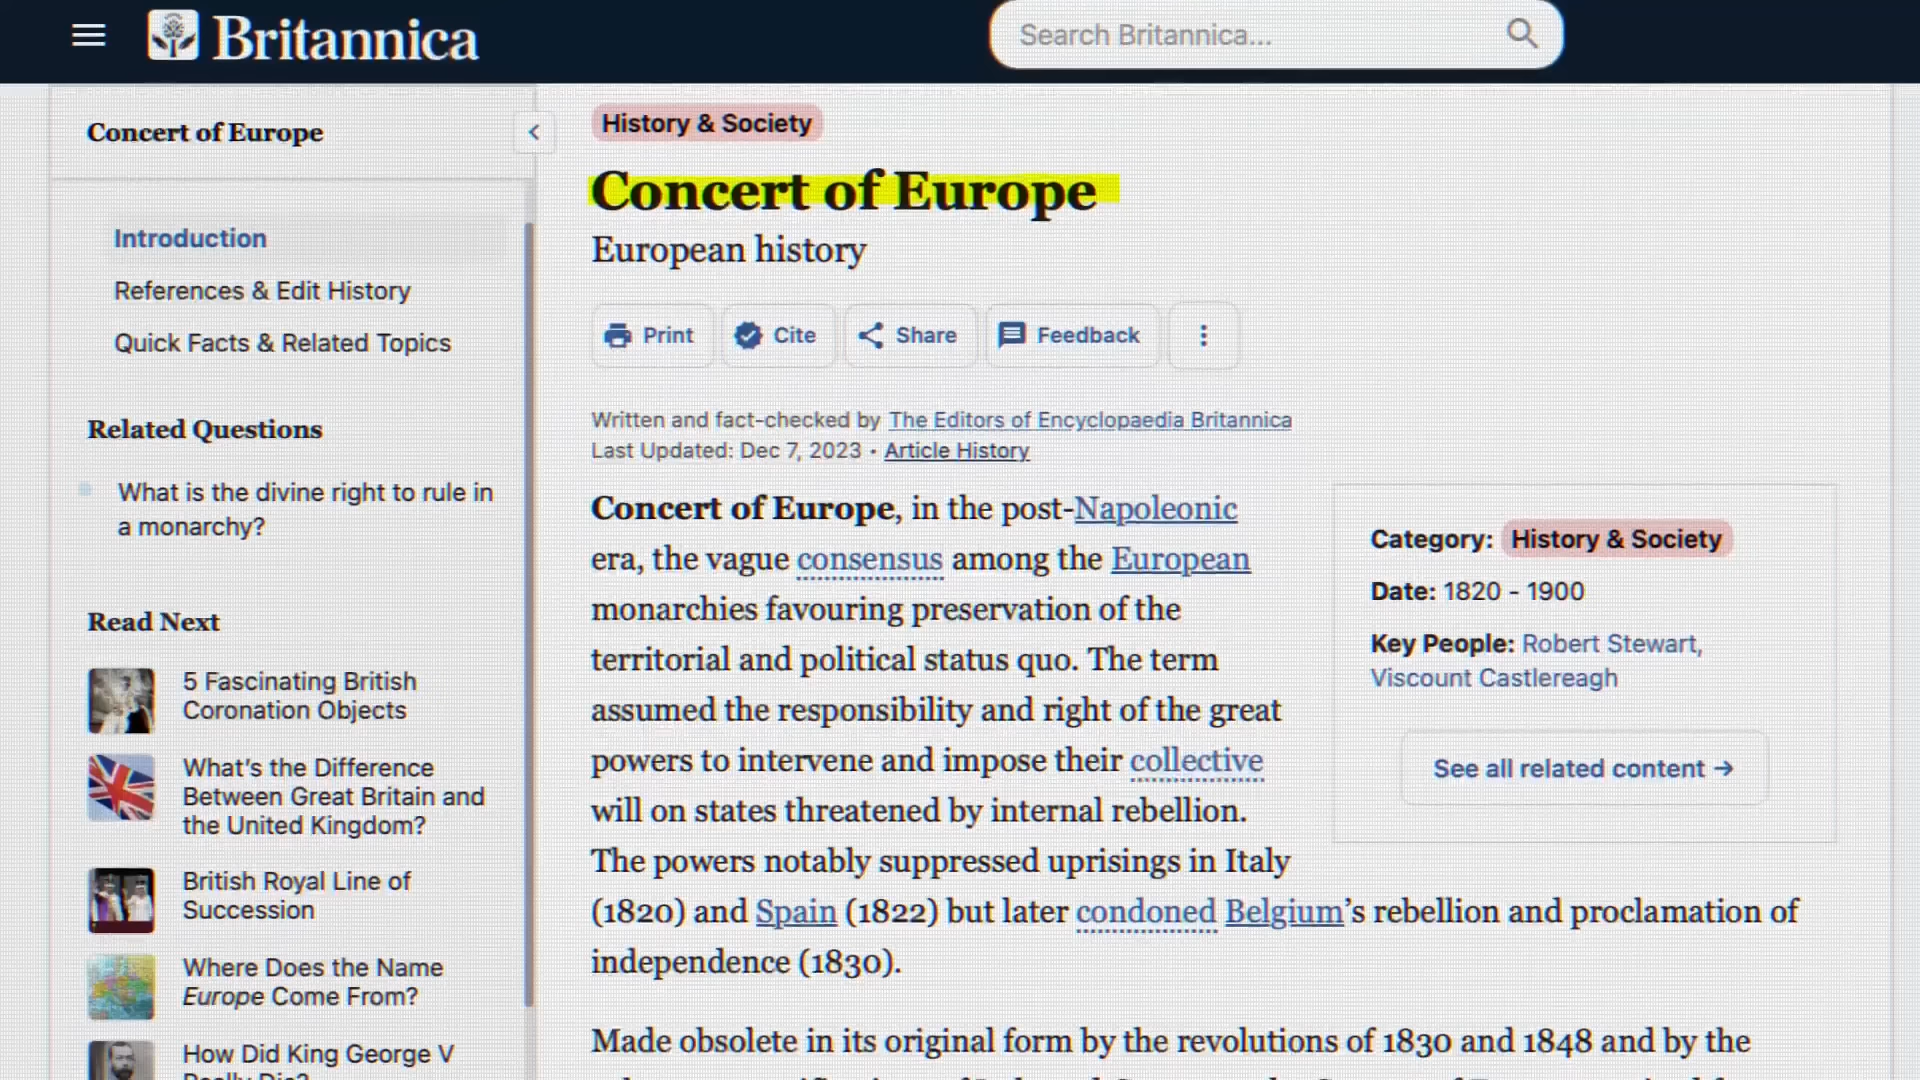 Britannica
Search Britannica...
Concert of Europe
Introduction
References & Edit History
Quick Facts & Related Topics
Related Questions
What is the divine right to rule in
a monarchy?
Read Next
5 Fascinating British
Coronation Objects
What's the Difference
Between Great Britain and
the United Kingdom?
British Royal Line of
Succession
Where Does the Name
Europe Come From?
How Did King George V
Really Die?
History & Society
Concert of Europe
European history
Print
Cite
Share
Feedback
Written and fact-checked by The Editors of Encyclopaedia Britannica
Last Updated: Dec 7, 2023 • Article History
Concert of Europe, in the post-Napoleonic
era, the vague consensus among the European
monarchies favouring preservation of the
territorial and political status quo. The term
assumed the responsibility and right of the great
powers to intervene and impose their collective
will on states threatened by internal rebellion.
The powers notably suppressed uprisings in Italy
(1820) and Spain (1822) but later condoned Belgium's rebellion and proclamation of
independence (1830).
Made obsolete in its original form by the revolutions of 1830 and 1848 and by the
Category: History & Society
Date: 1820 - 1900
Key People: Robert Stewart,
Viscount Castlereagh
See all related content →